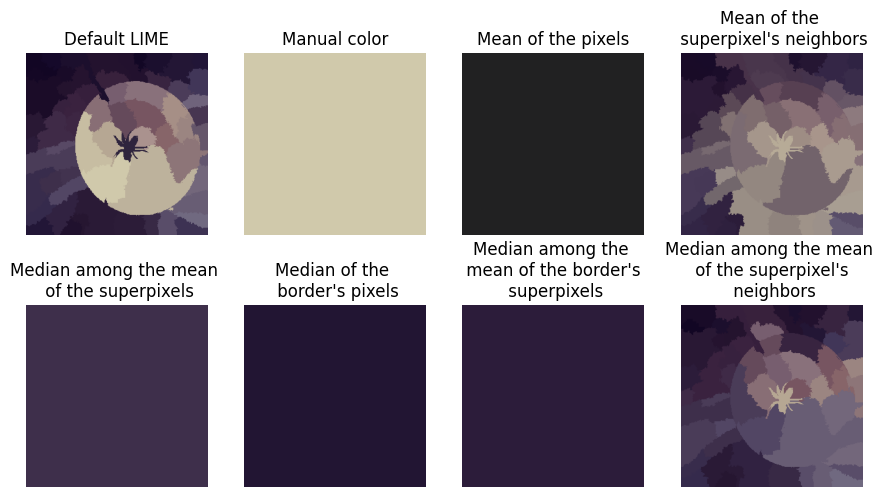 Default LIME
Manual color
Mean of the pixels
Mean of the
superpixel's neighbors
Median among the mean
of the superpixels
Median of the
border's pixels
Median among the
mean of the border's
superpixels
Median among the mean
of the superpixel's
neighbors